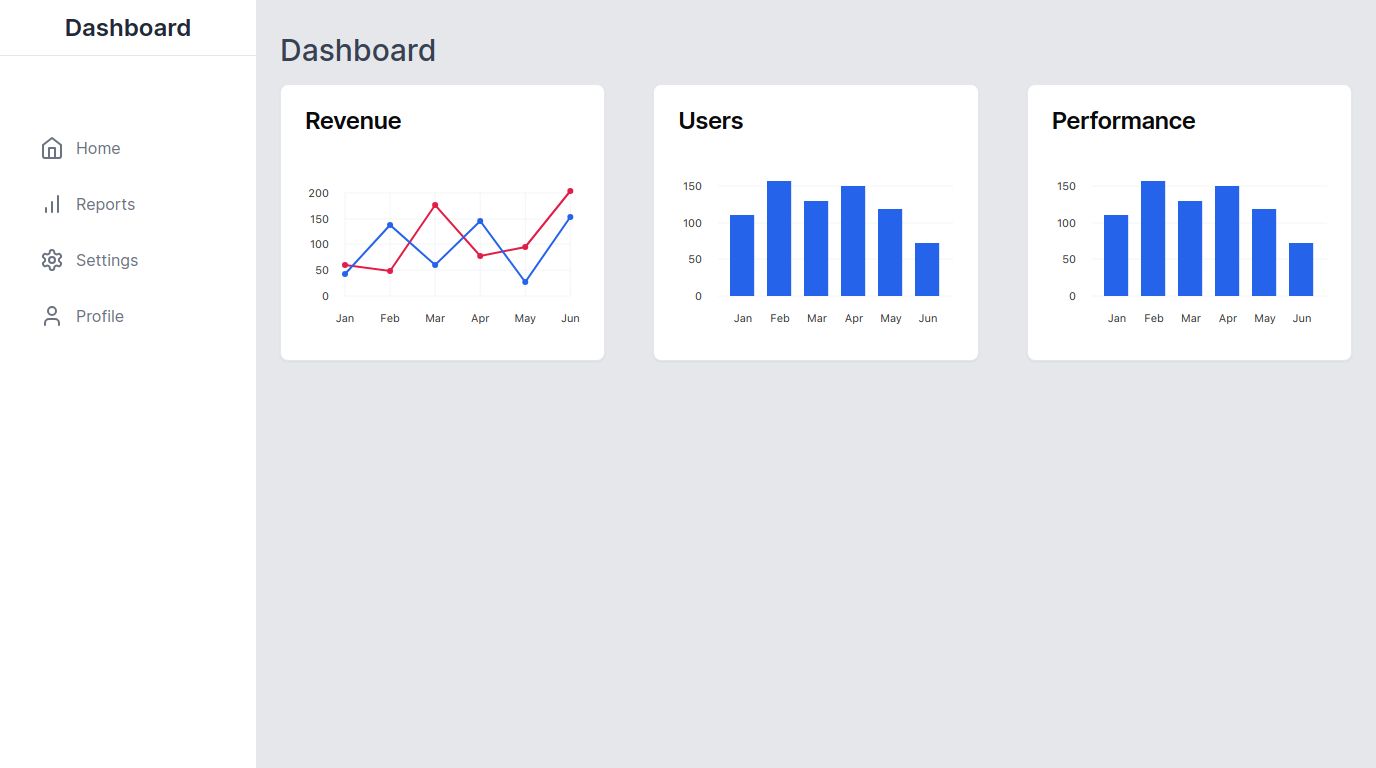 Dashboard
Home
Reports
Settings
Profile
Dashboard
Revenue
200
150
100
50
0
Jan Feb Mar Apr May Jun
Users
150
100
50
0
Jan Feb Mar Apr May Jun
Performance
150
100
50
0
Jan Feb Mar Apr May Jun